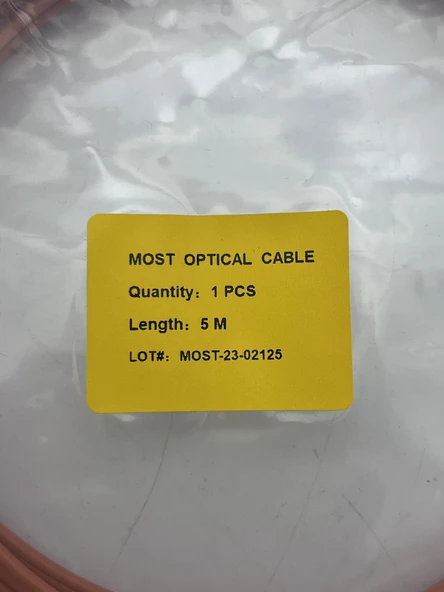 MOST OPTICAL CABLE
Quantity：1 PCS
Length：5 M
LOT#：MOST-23-02125